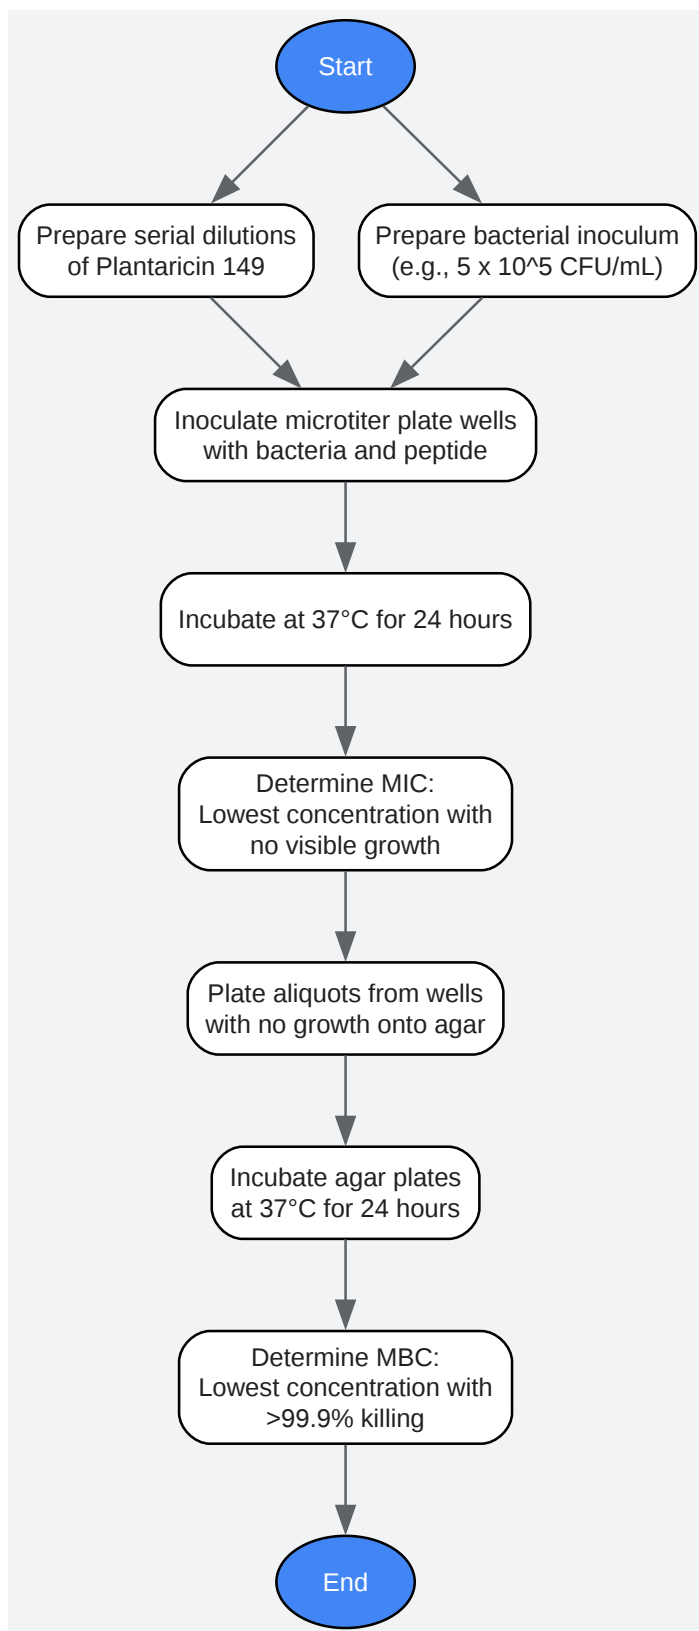 Start
Prepare serial dilutions
of Plantaricin 149
Prepare bacterial inoculum
(e.g., 5 x 10^5 CFU/mL)
Inoculate microtiter plate wells
with bacteria and peptide
Incubate at 37°C for 24 hours
Determine MIC:
Lowest concentration with
no visible growth
Plate aliquots from wells
with no growth onto agar
Incubate agar plates
at 37°C for 24 hours
Determine MBC:
Lowest concentration with
>99.9% killing
End